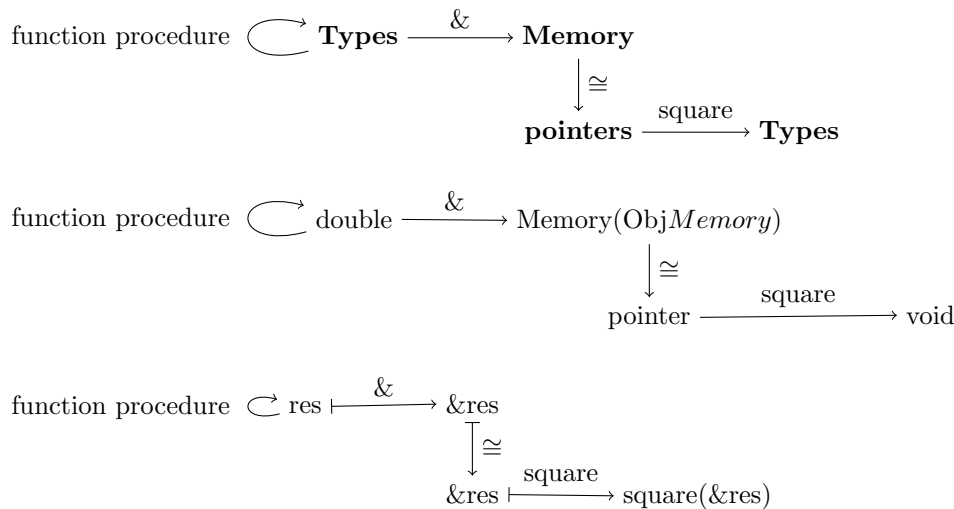 &
function procedure Types Memory
≅
square
pointers Types
&
function procedure double Memory(ObjMemory)
≅
square
pointer void
&
function procedure res &res
≅
square
&res square(&res)